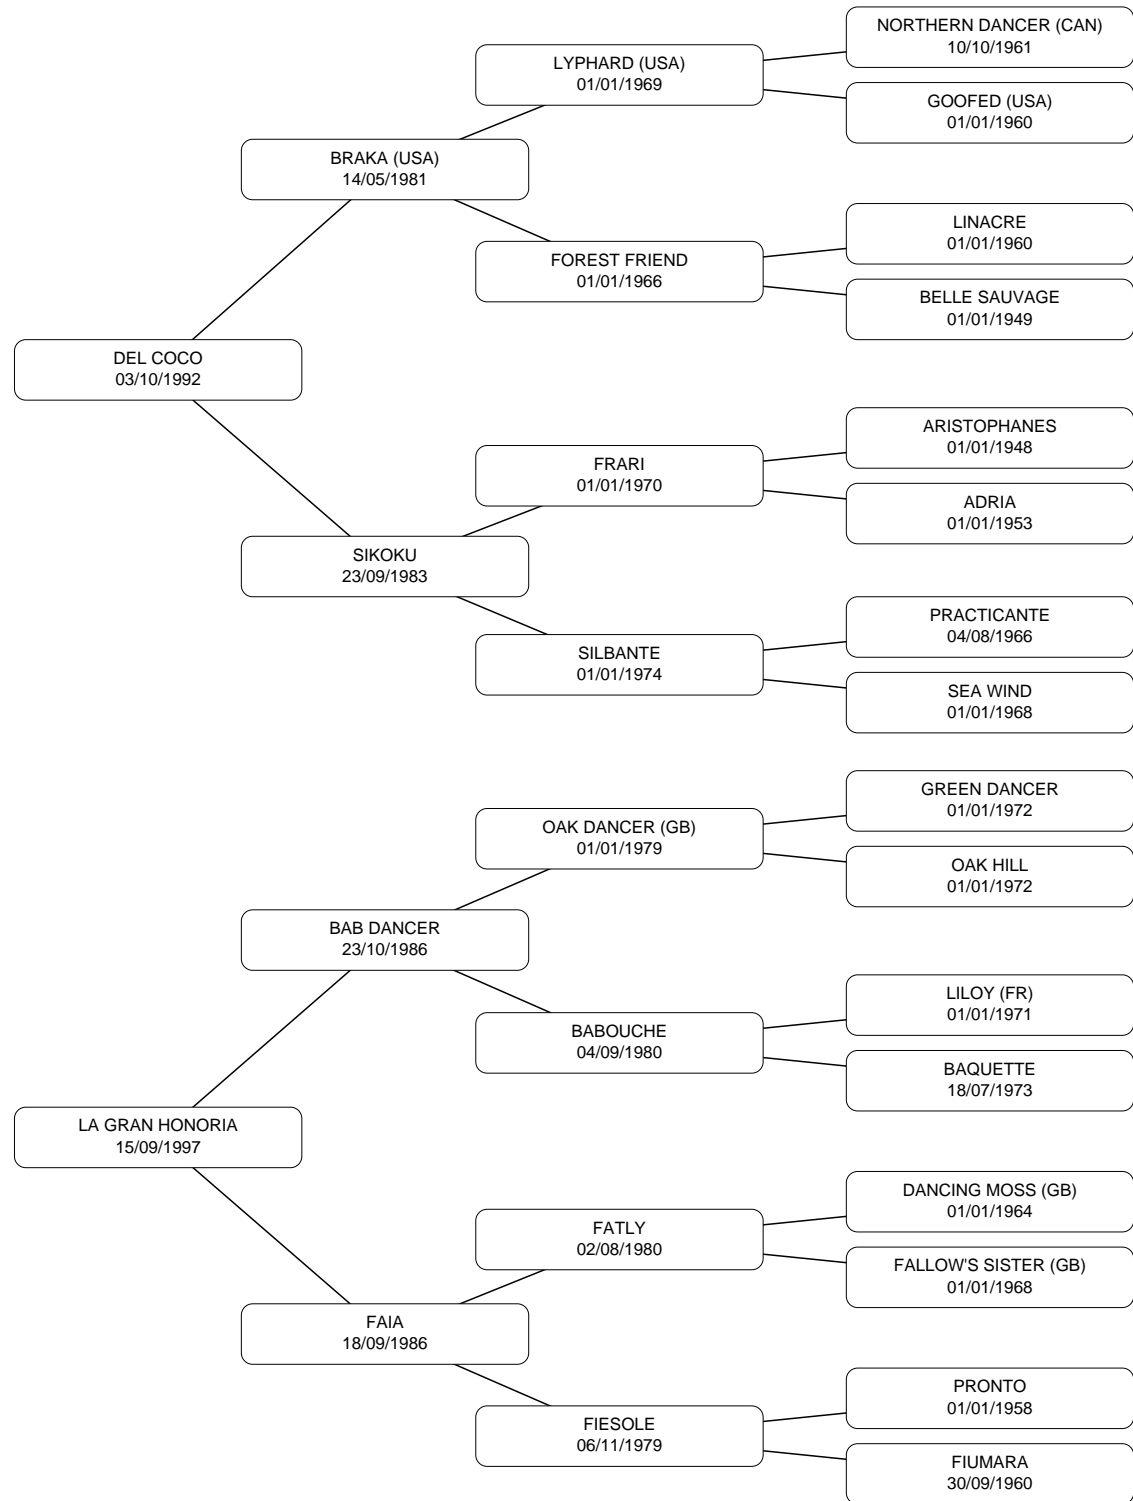 NORTHERN DANCER (CAN)
10/10/1961
LYPHARD (USA)
01/01/1969
GOOFED (USA)
01/01/1960
BRAKA (USA)
14/05/1981
LINACRE
01/01/1960
FOREST FRIEND
01/01/1966
BELLE SAUVAGE
01/01/1949
DEL COCO
03/10/1992
ARISTOPHANES
01/01/1948
FRARI
01/01/1970
ADRIA
01/01/1953
SIKOKU
23/09/1983
PRACTICANTE
04/08/1966
SILBANTE
01/01/1974
SEA WIND
01/01/1968
GREEN DANCER
01/01/1972
OAK DANCER (GB)
01/01/1979
OAK HILL
01/01/1972
BAB DANCER
23/10/1986
LILOY (FR)
01/01/1971
BABOUCHE
04/09/1980
BAQUETTE
18/07/1973
LA GRAN HONORIA
15/09/1997
DANCING MOSS (GB)
01/01/1964
FATLY
02/08/1980
FALLOW'S SISTER (GB)
01/01/1968
FAIA
18/09/1986
PRONTO
01/01/1958
FIESOLE
06/11/1979
FIUMARA
30/09/1960